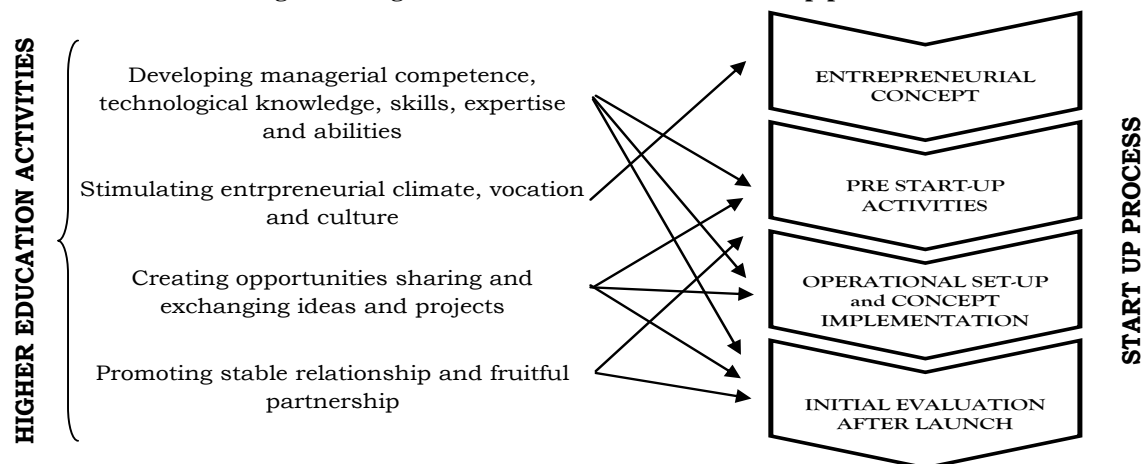 HIGHER EDUCATION ACTIVITIES
Developing managerial competence,
technological knowledge, skills, expertise
and abilities
Stimulating entrpreneurial climate, vocation
and culture
Creating opportunities sharing and
exchanging ideas and projects
Promoting stable relationship and fruitful
partnership
ENTREPRENEURIAL
CONCEPT
PRE START-UP
ACTIVITIES
OPERATIONAL SET-UP
and CONCEPT
IMPLEMENTATION
INITIAL EVALUATION
AFTER LAUNCH
START UP PROCESS